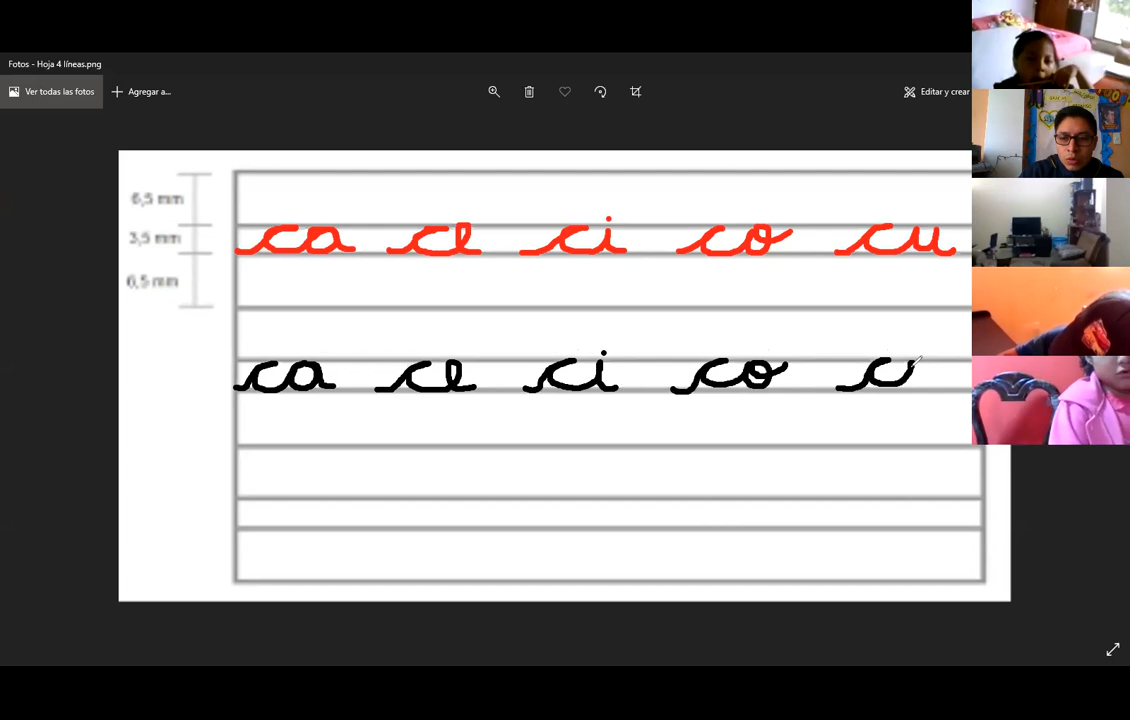 Fotos - Hoja 4 líneas.png
Ver todas las fotos
Agregar a...
Editar y crear
6,5 mm
3,5 mm
6,5 mm
ca ce ci co cu
ca ce ci co